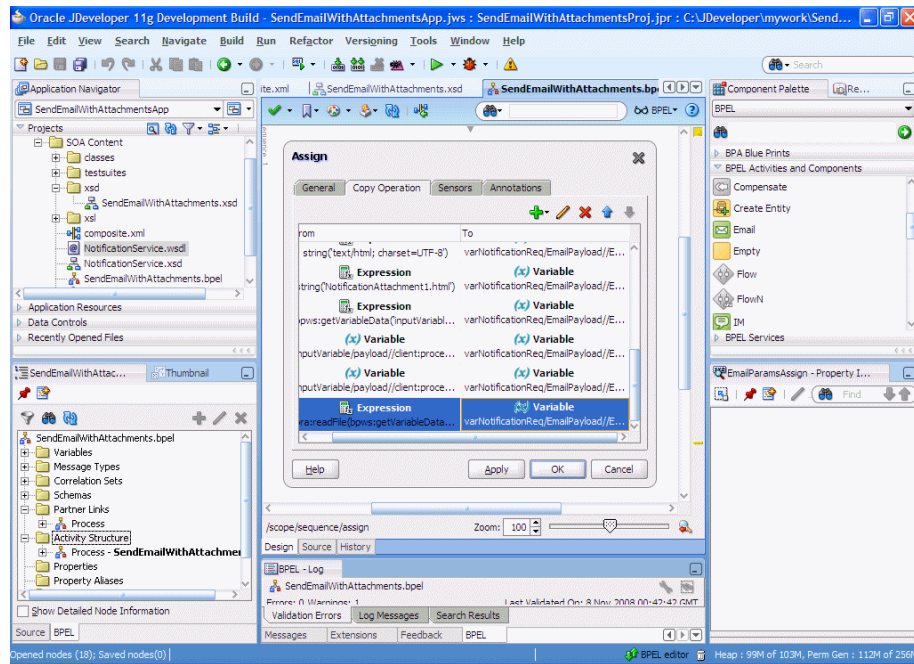 Oracle JDeveloper 11g Development Build - SendEmailWithAttachmentsApp.jws : SendEmailWithAttachmentsProj.jpr : C:\JDeveloper\mywork\Send...
File Edit View Search Navigate Build Run Refactor Versioning Tools Window Help
Search
Application Navigator
SendEmailWithAttachmentsApp
Projects
SOA Content
classes
testsuites
xsd
SendEmailWithAttachments.xsd
xsl
composite.xml
NotificationService.wsdl
NotificationService.xsd
SendEmailWithAttachments.bpel
Application Resources
Data Controls
Recently Opened Files
SendEmailWithAttac... Thumbnail
SendEmailWithAttachments.bpel
Variables
Message Types
Correlation Sets
Schemas
Partner Links
Process
Activity Structure
Process - SendEmailWithAttachmer
Properties
Property Aliases
Show Detailed Node Information
Source BPEL
ite.xml SendEmailWithAttachments.xsd SendEmailWithAttachments.bp
BPEL
Assign
General Copy Operation Sensors Annotations
rom To
string('text/html; charset=UTF-8') varNotificationReq/EmailPayload//E...
Expression (x) Variable
string('NotificationAttachment1.html') varNotificationReq/EmailPayload//E...
Expression (x) Variable
pws:getVariableData('inputVariabl... varNotificationReq/EmailPayload//E...
(x) Variable (x) Variable
nputVariable/payload//client:proce... varNotificationReq/EmailPayload//E...
(x) Variable (x) Variable
nputVariable/payload//client:proce... varNotificationReq/EmailPayload//E...
Expression (x) Variable
ra:readFile(bpws:getVariableData... varNotificationReq/EmailPayload//E...
Help Apply OK Cancel
/scope/sequence/assign Zoom: 100
Design Source History
BPEL - Log
SendEmailWithAttachments.bpel
Errors: 0 Warnings: 1 Last Validated On: 8 Nov 2008 00:42:42 GMT
Validation Errors Log Messages Search Results
Messages Extensions Feedback BPEL
Component Palette Re...
BPEL
BPA Blue Prints
BPEL Activities and Components
Compensate
Create Entity
Email
Empty
Flow
FlowN
IM
BPEL Services
EmailParamsAssign - Property I...
Find
Opened nodes (18); Saved nodes(0) BPEL editor Heap : 99M of 103M, Perm Gen : 112M of 256M